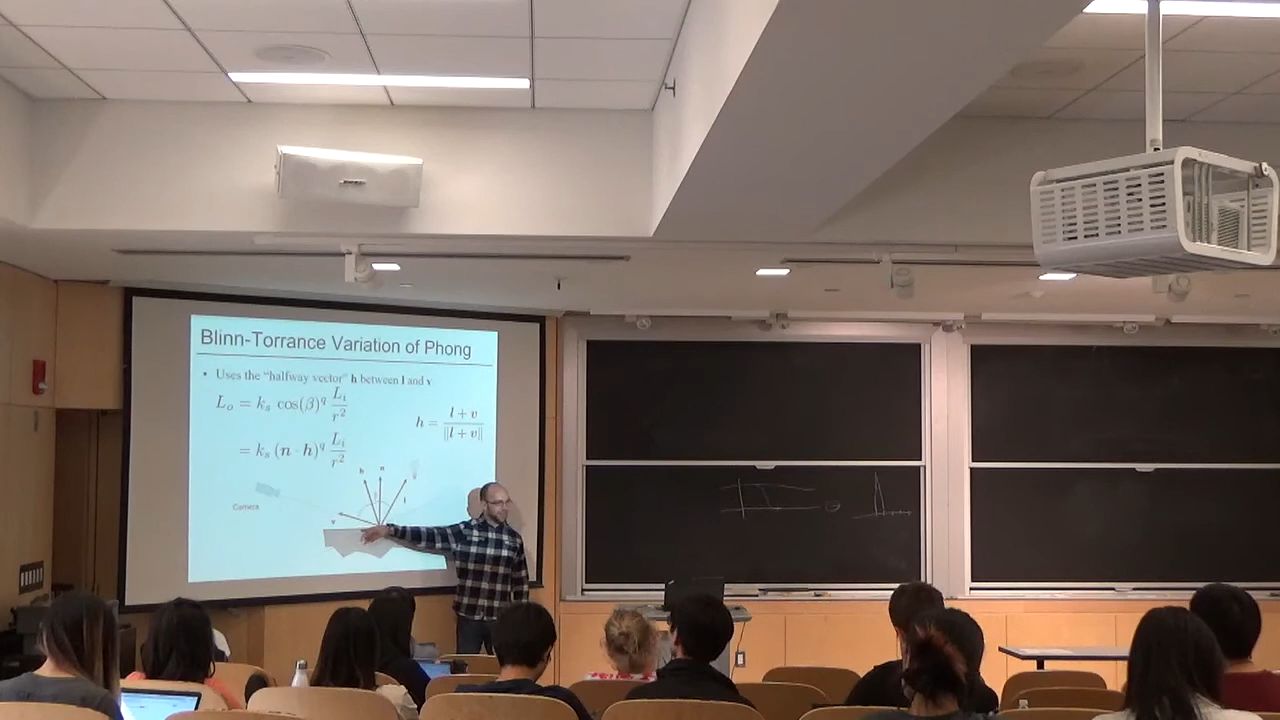 Blinn-Torrance Variation of Phong
• Uses the "halfway vector" h between l and v
L_o = k_s cos(β)^q L_i / r^2
h = l + v / ||l + v||
= k_s (n · h)^q L_i / r^2
h n
l
Camera
v